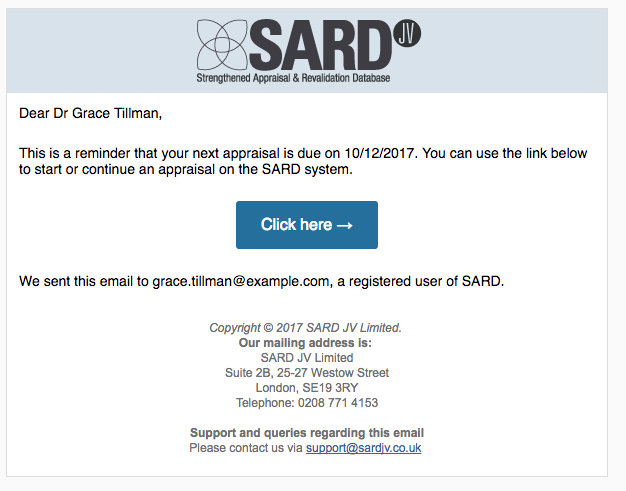 SARD JV
Strengthened Appraisal & Revalidation Database
Dear Dr Grace Tillman,
This is a reminder that your next appraisal is due on 10/12/2017. You can use the link below
to start or continue an appraisal on the SARD system.
Click here →
We sent this email to grace.tillman@example.com, a registered user of SARD.
Copyright © 2017 SARD JV Limited.
Our mailing address is:
SARD JV Limited
Suite 2B, 25-27 Westow Street
London, SE19 3RY
Telephone: 0208 771 4153
Support and queries regarding this email
Please contact us via support@sardjv.co.uk